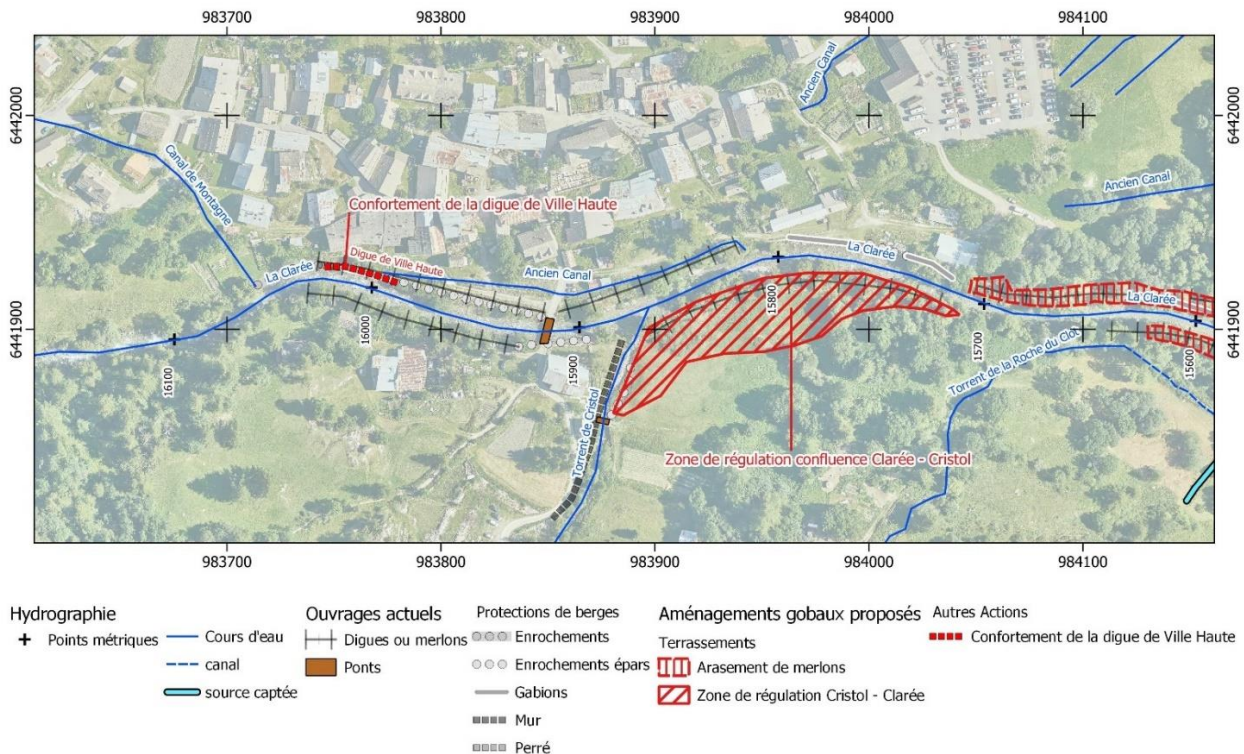 983700
983800
983900
984000
984100
6442000
6442000
6441900
6441900
Ancien Canal
Canal de Montagne
Ancien Canal
Confortement de la digue de Ville Haute
Digue de Ville Haute
La Clarée
Ancien Canal
La Clarée
La Clarée
16100
16000
15900
15800
15700
15600
Torrent de la Roche du Clot
Torrent de Cristol
Zone de régulation confluence Clarée - Cristol
983700
983800
983900
984000
984100
Hydrographie
Points métriques
Cours d'eau
canal
source captée
Ouvrages actuels
Digues ou merlons
Ponts
Protections de berges
Enrochements
Enrochements épars
Gabions
Mur
Perré
Aménagements gobaux proposés
Terrassements
Arasement de merlons
Zone de régulation Cristol - Clarée
Autres Actions
Confortement de la digue de Ville Haute